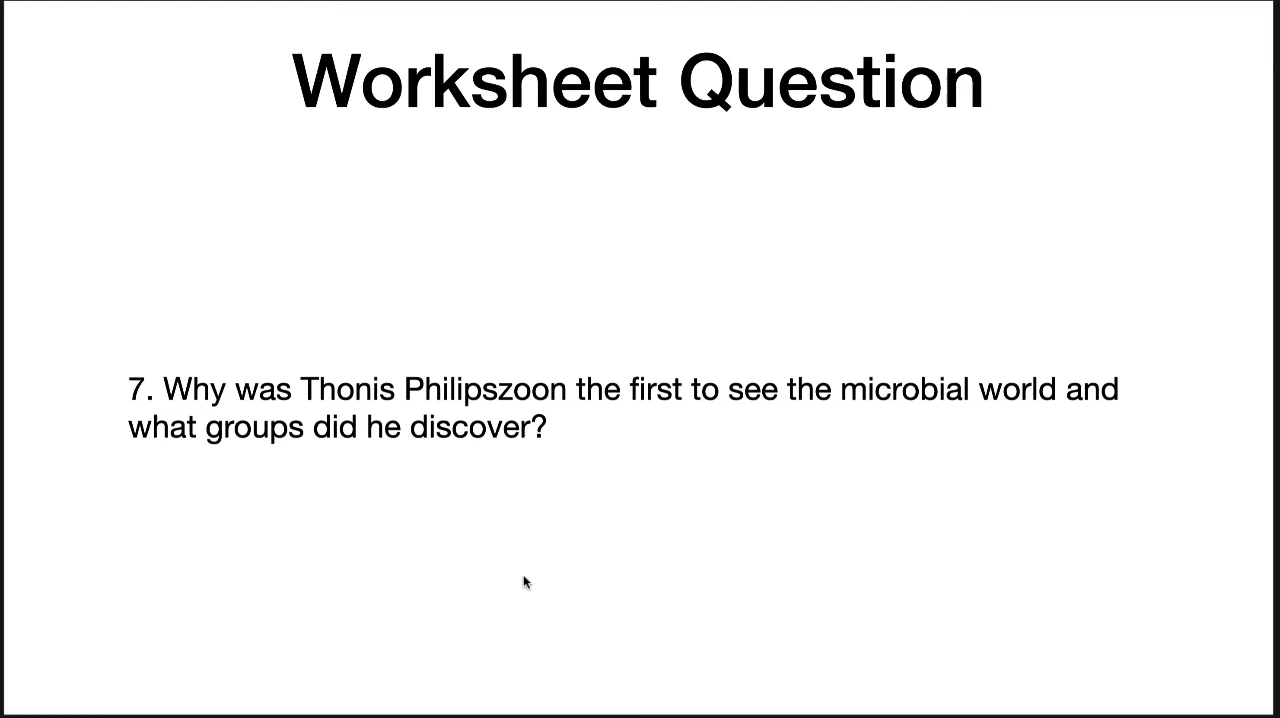 Worksheet Question
7. Why was Thonis Philipszoon the first to see the microbial world and
what groups did he discover?